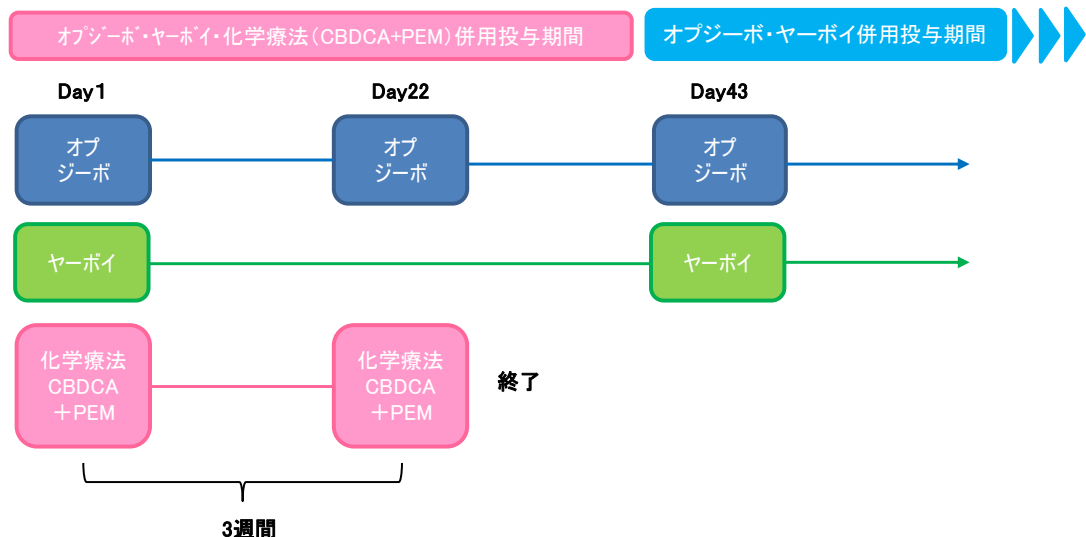 オプジーボ・ヤーボイ・化学療法（CBDCA+PEM）併用投与期間
オプジーボ・ヤーボイ併用投与期間
Day1
Day22
Day43
オプ
ジーボ
オプ
ジーボ
オプ
ジーボ
ヤーボイ
ヤーボイ
化学療法
CBDCA
＋PEM
化学療法
CBDCA
＋PEM
終了
3週間